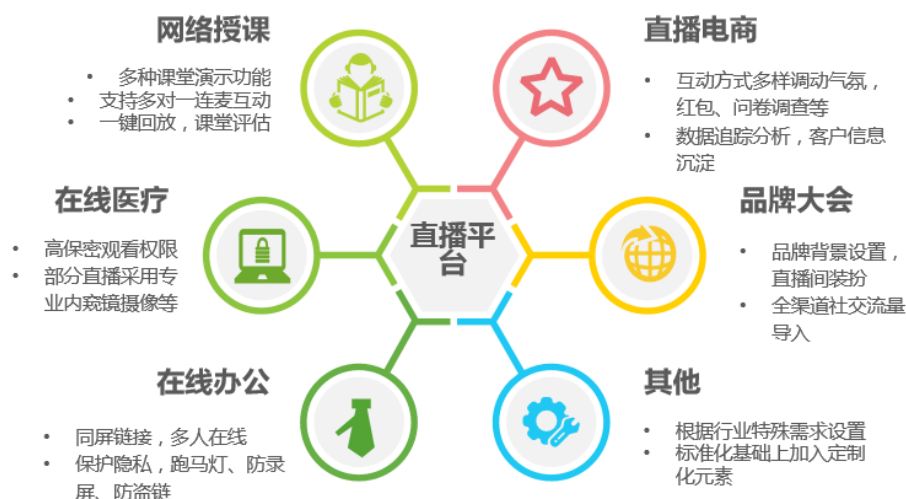 网络授课
• 多种课堂演示功能
• 支持多对一连麦互动
• 一键回放，课堂评估
直播电商
• 互动方式多样调动气氛，
红包、问卷调查等
• 数据追踪分析，客户信息
沉淀
在线医疗
• 高保密观看权限
• 部分直播采用专
业内窥镜摄像等
直播平
台
品牌大会
• 品牌背景设置，
直播间装扮
• 全渠道社交流量
导入
在线办公
• 同屏链接，多人在线
• 保护隐私，跑马灯、防录
屏、防盗链
其他
• 根据行业特殊需求设置
• 标准化基础上加入定制
化元素